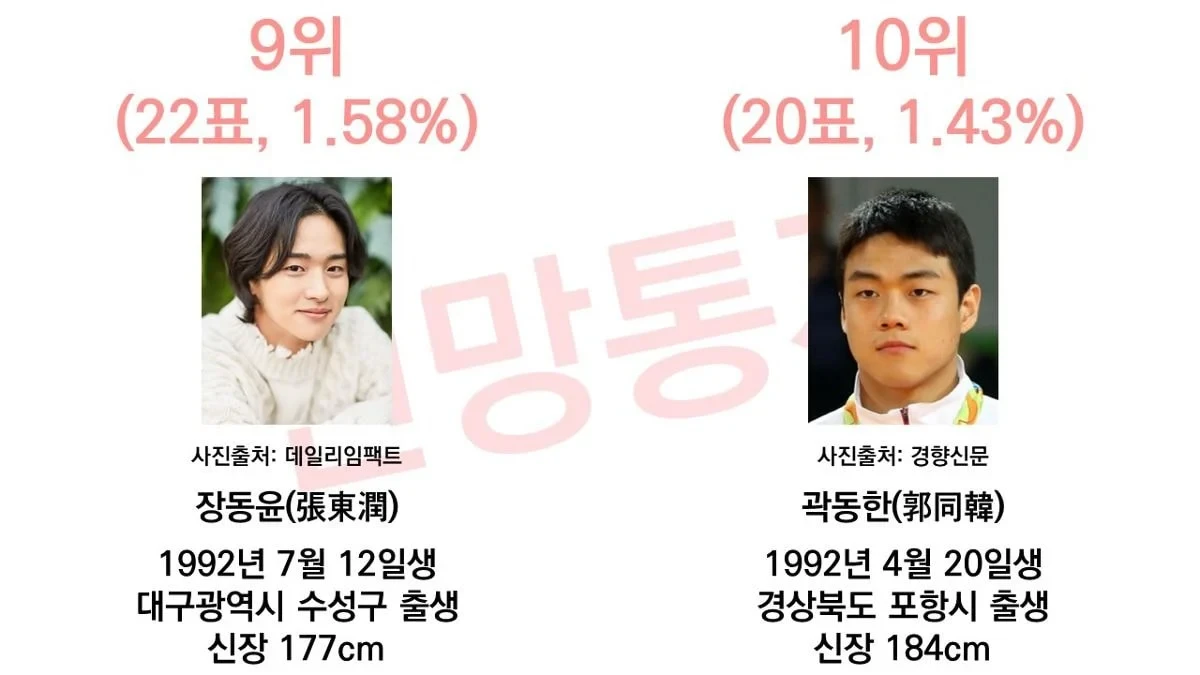 9위
(22표, 1.58%)
사진출처: 데일리임팩트
장동윤(張東潤)
1992년 7월 12일생
대구광역시 수성구 출생
신장 177cm
10위
(20표, 1.43%)
사진출처: 경향신문
곽동한(郭同韓)
1992년 4월 20일생
경상북도 포항시 출생
신장 184cm
망통